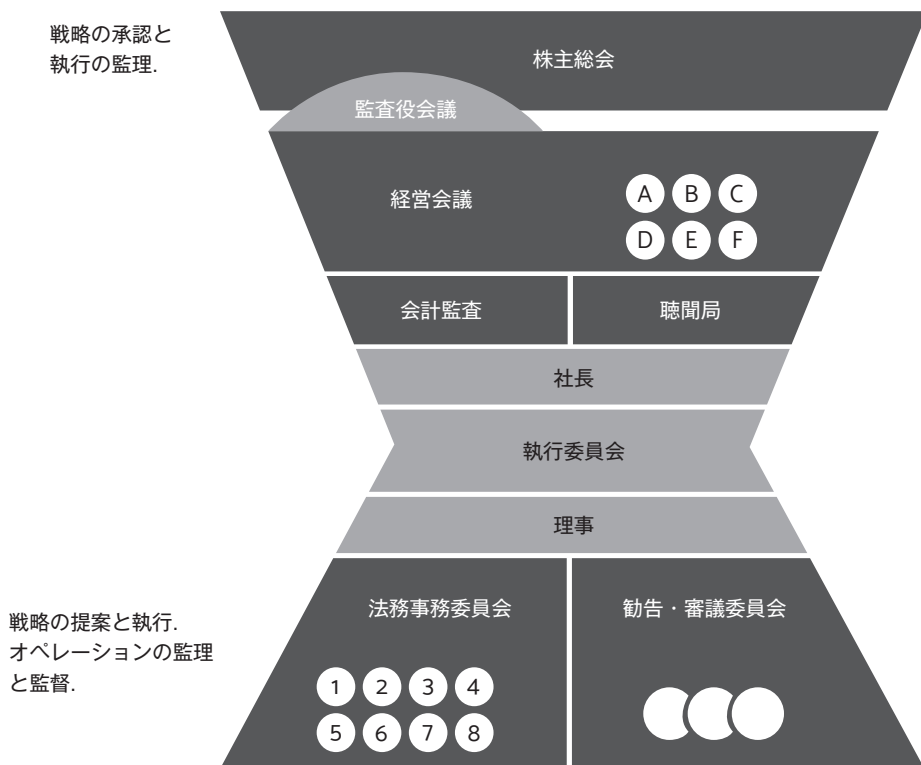 戦略の承認と
執行の監理.
株主総会
監査役会議
経営会議
A B C
D E F
会計監査
聴聞局
社長
執行委員会
理事
戦略の提案と執行.
オペレーションの監理
と監督.
法務事務委員会
勧告・審議委員会
1 2 3 4
5 6 7 8